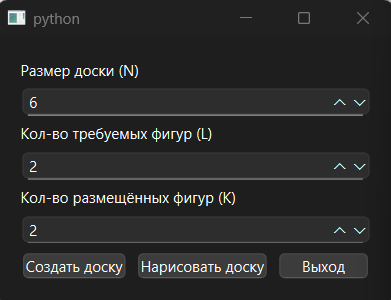 python
Размер доски (N)
6
Кол-во требуемых фигур (L)
2
Кол-во размещённых фигур (K)
2
Создать доску Нарисовать доску Выход